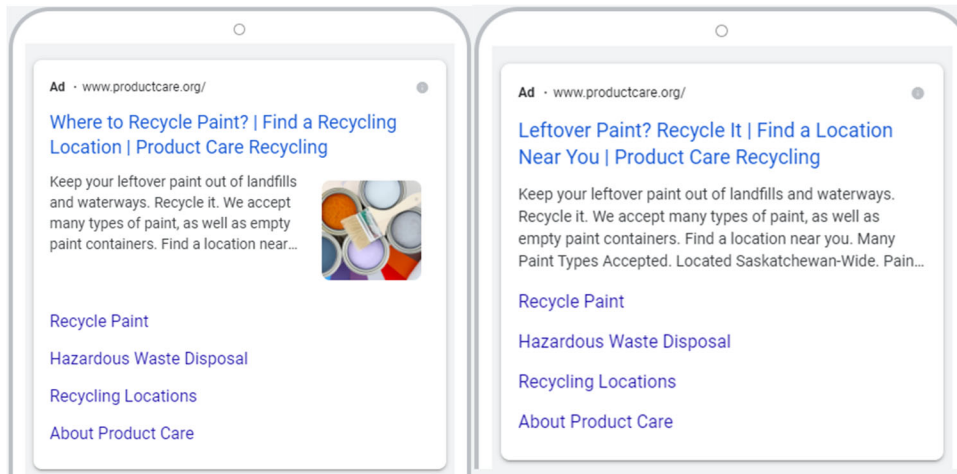 Ad · www.productcare.org/
Where to Recycle Paint? | Find a Recycling
Location | Product Care Recycling
Keep your leftover paint out of landfills
and waterways. Recycle it. We accept
many types of paint, as well as empty
paint containers. Find a location near...
Recycle Paint
Hazardous Waste Disposal
Recycling Locations
About Product Care
Ad · www.productcare.org/
Leftover Paint? Recycle It | Find a Location
Near You | Product Care Recycling
Keep your leftover paint out of landfills and waterways.
Recycle it. We accept many types of paint, as well as
empty paint containers. Find a location near you. Many
Paint Types Accepted. Located Saskatchewan-Wide. Pain...
Recycle Paint
Hazardous Waste Disposal
Recycling Locations
About Product Care